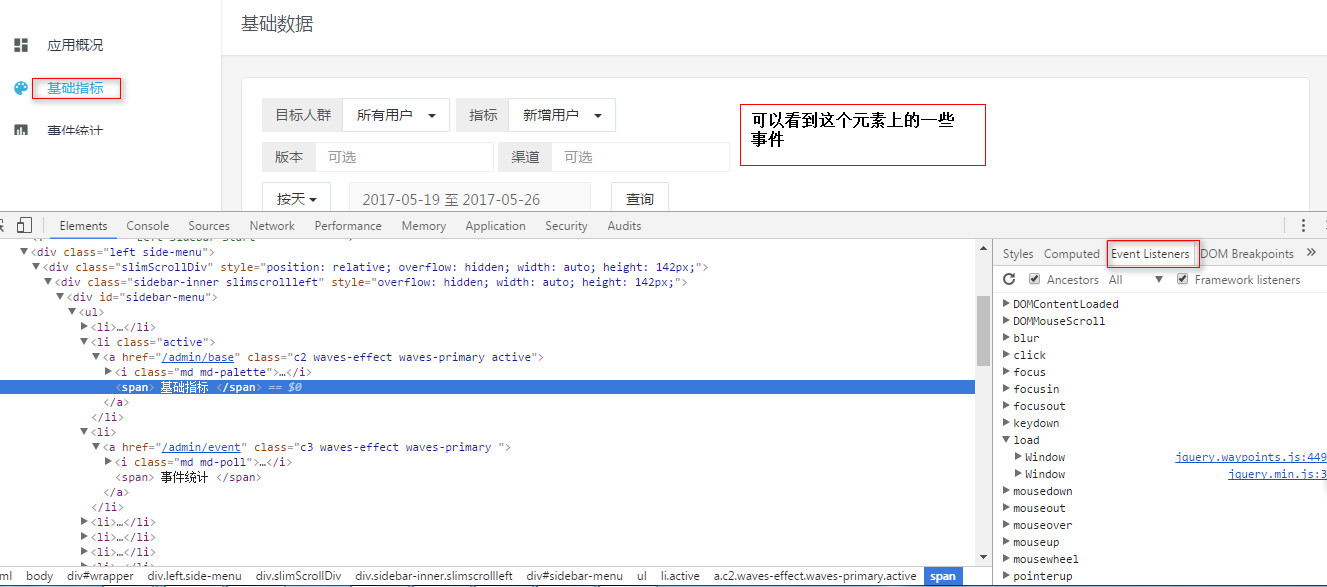 基础数据
应用概况
基础指标
事件统计
目标人群 所有用户 指标 新增用户
版本 可选 渠道 可选
按天 2017-05-19 至 2017-05-26 查询
可以看到这个元素上的一些
事件
Elements Console Sources Network Performance Memory Application Security Audits
<div class="left side-menu">
<div class="slimScrollDiv" style="position: relative; overflow: hidden; width: auto; height: 142px;">
<div class="sidebar-inner slimscrollleft" style="overflow: hidden; width: auto; height: 142px;">
<div id="sidebar-menu">
<ul>
<li>…</li>
<li class="active">
<a href="/admin/base" class="c2 waves-effect waves-primary active">
<i class="md md-palette">…</i>
<span> 基础指标 </span> == $0
</a>
</li>
<li>
<a href="/admin/event" class="c3 waves-effect waves-primary ">
<i class="md md-poll">…</i>
<span> 事件统计 </span>
</a>
</li>
<li>…</li>
<li>…</li>
<li>…</li>
ml body div#wrapper div.left.side-menu div.slimScrollDiv div.sidebar-inner.slimscrollleft div#sidebar-menu ul li.active a.c2.waves-effect.waves-primary.active span
Styles Computed Event Listeners DOM Breakpoints »
Ancestors All Framework listeners
DOMContentLoaded
DOMMouseScroll
blur
click
focus
focusin
focusout
keydown
load
Window jquery.waypoints.js:449
Window jquery.min.js:3
mousedown
mouseout
mouseover
mouseup
mousewheel
pointerup